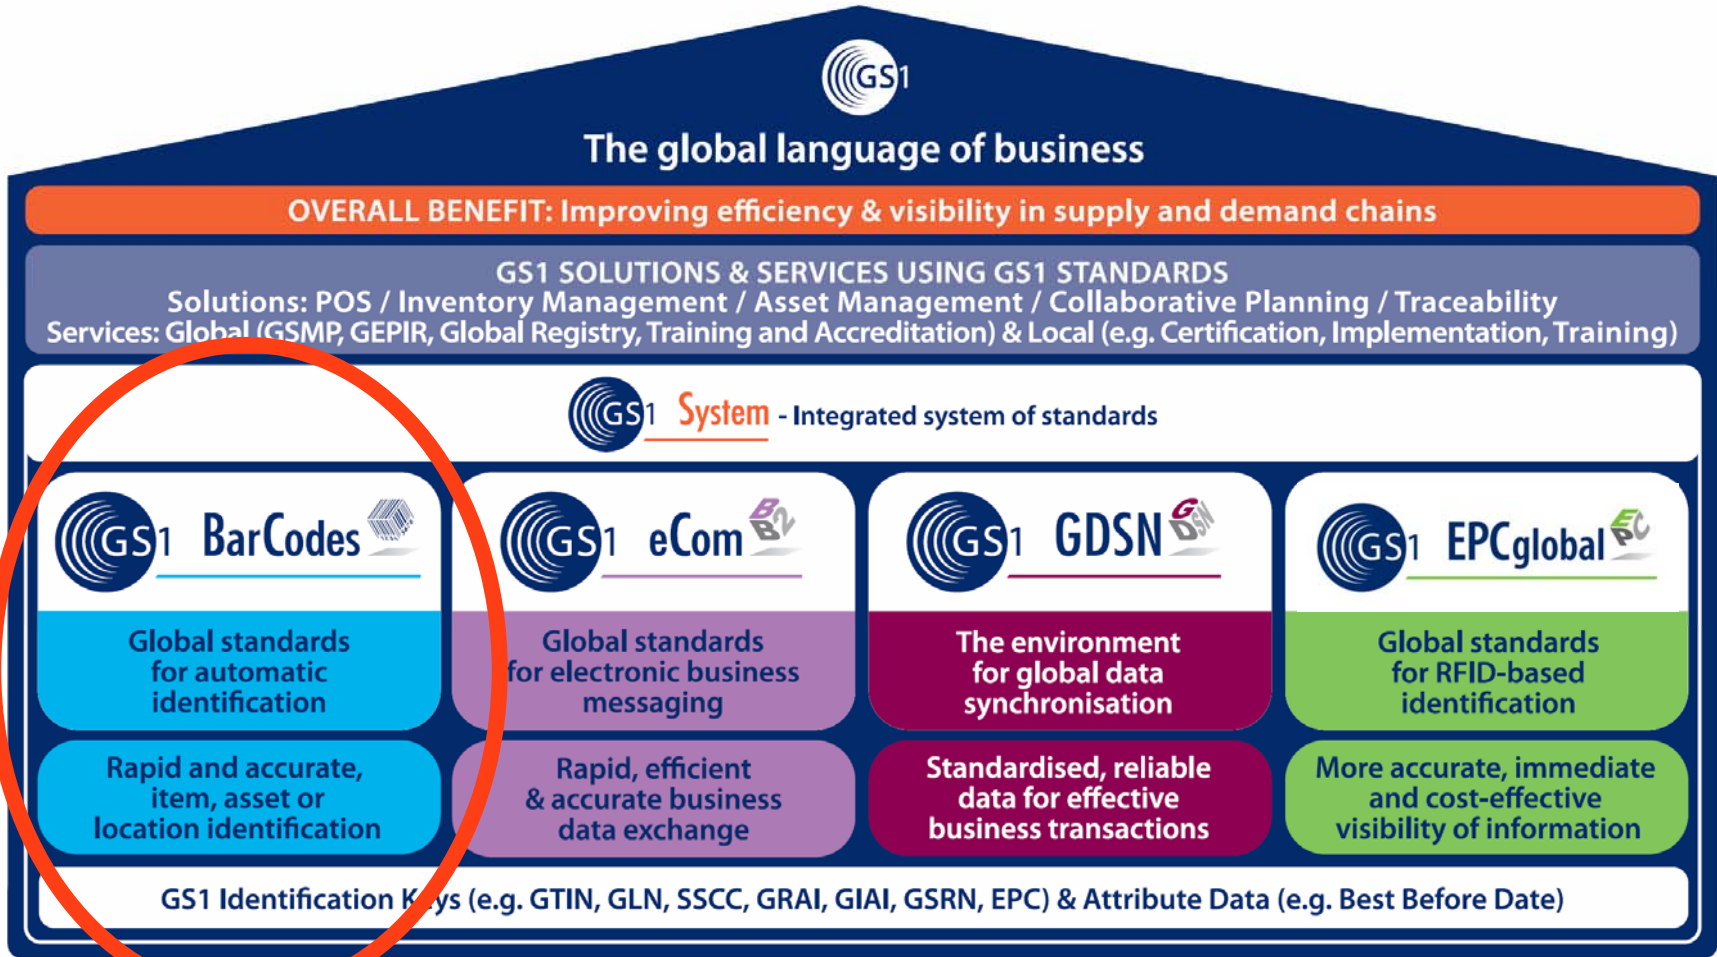 GS1
The global language of business
OVERALL BENEFIT: Improving efficiency & visibility in supply and demand chains
GS1 SOLUTIONS & SERVICES USING GS1 STANDARDS
Solutions: POS / Inventory Management / Asset Management / Collaborative Planning / Traceability
Services: Global (GSMP, GEPIR, Global Registry, Training and Accreditation) & Local (e.g. Certification, Implementation, Training)
GS1 System - Integrated system of standards
GS1 BarCodes
Global standards
for automatic
identification
Rapid and accurate,
item, asset or
location identification
GS1 eCom B2B
Global standards
for electronic business
messaging
Rapid, efficient
& accurate business
data exchange
GS1 GDSN GDSN
The environment
for global data
synchronisation
Standardised, reliable
data for effective
business transactions
GS1 EPCglobal EPC
Global standards
for RFID-based
identification
More accurate, immediate
and cost-effective
visibility of information
GS1 Identification Keys (e.g. GTIN, GLN, SSCC, GRAI, GIAI, GSRN, EPC) & Attribute Data (e.g. Best Before Date)